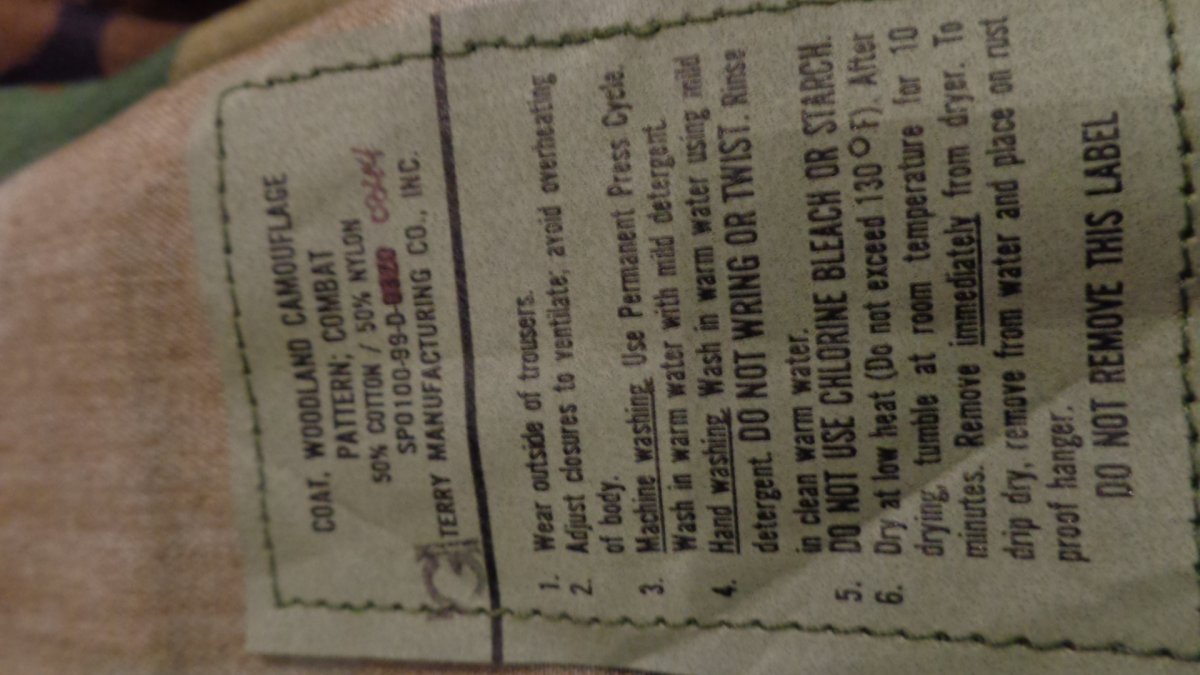 COAT, WOODLAND CAMOUFLAGE
PATTERN; COMBAT
50% COTTON / 50% NYLON
SPO100-99-D-
TERRY MANUFACTURING CO., INC.
1. Wear outside of trousers.
2. Adjust closures to ventilate; avoid overheating
of body.
3. Machine washing. Use Permanent Press Cycle.
Wash in warm water with mild detergent.
4. Hand washing. Wash in warm water using mild
detergent. DO NOT WRING OR TWIST. Rinse
in clean warm water.
5. DO NOT USE CHLORINE BLEACH OR STARCH.
6. Dry at low heat (Do not exceed 130°F). After
drying, tumble at room temperature for 10
minutes. Remove immediately from dryer. To
drip dry, remove from water and place on rust
proof hanger.
DO NOT REMOVE THIS LABEL